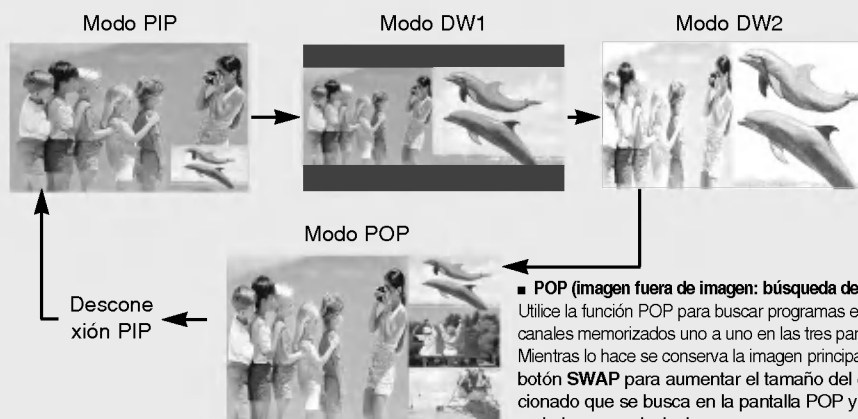 Modo PIP
Modo DW1
Modo DW2
Modo POP
Descone
xión PIP
■ POP (imagen fuera de imagen: búsqueda de
Utilice la función POP para buscar programas e
canales memorizados uno a uno en las tres pan
Mientras lo hace se conserva la imagen principa
botón SWAP para aumentar el tamaño del
cionado que se busca en la pantalla POP y